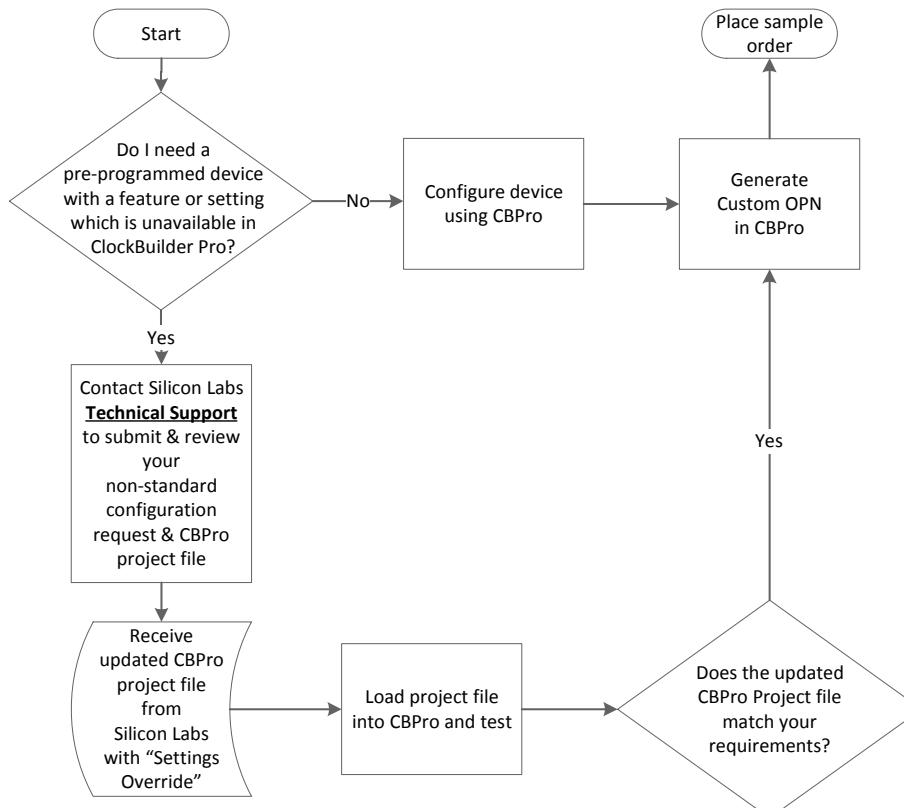 Start
Place sample
order
Do I need a
pre-programmed device
with a feature or setting
which is unavailable in
ClockBuilder Pro?
No
Configure device
using CBPro
Generate
Custom OPN
in CBPro
Yes
Contact Silicon Labs
Technical Support
to submit & review
your
non-standard
configuration
request & CBPro
project file
Yes
Receive
updated CBPro
project file
from
Silicon Labs
with “Settings
Override”
Load project file
into CBPro and test
Does the updated
CBPro Project file
match your
requirements?